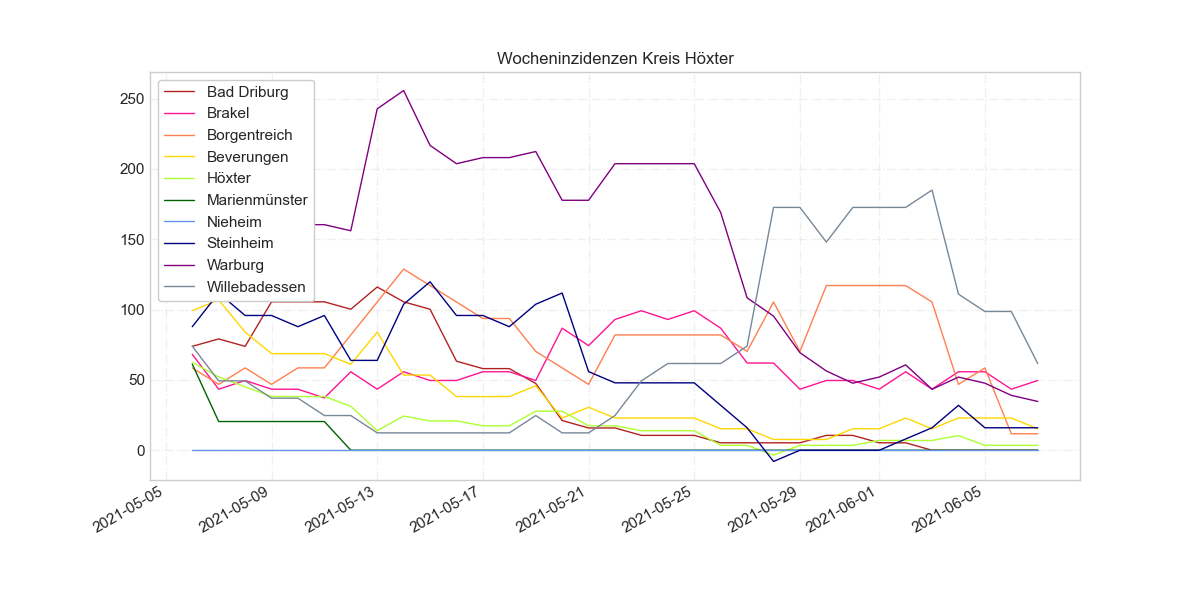 Wocheninzidenzen Kreis Höxter
250
200
150
100
50
0
Bad Driburg
Brakel
Borgentreich
Beverungen
Höxter
Marienmünster
Nieheim
Steinheim
Warburg
Willebadessen
2021-05-05
2021-05-09
2021-05-13
2021-05-17
2021-05-21
2021-05-25
2021-05-29
2021-06-01
2021-06-05